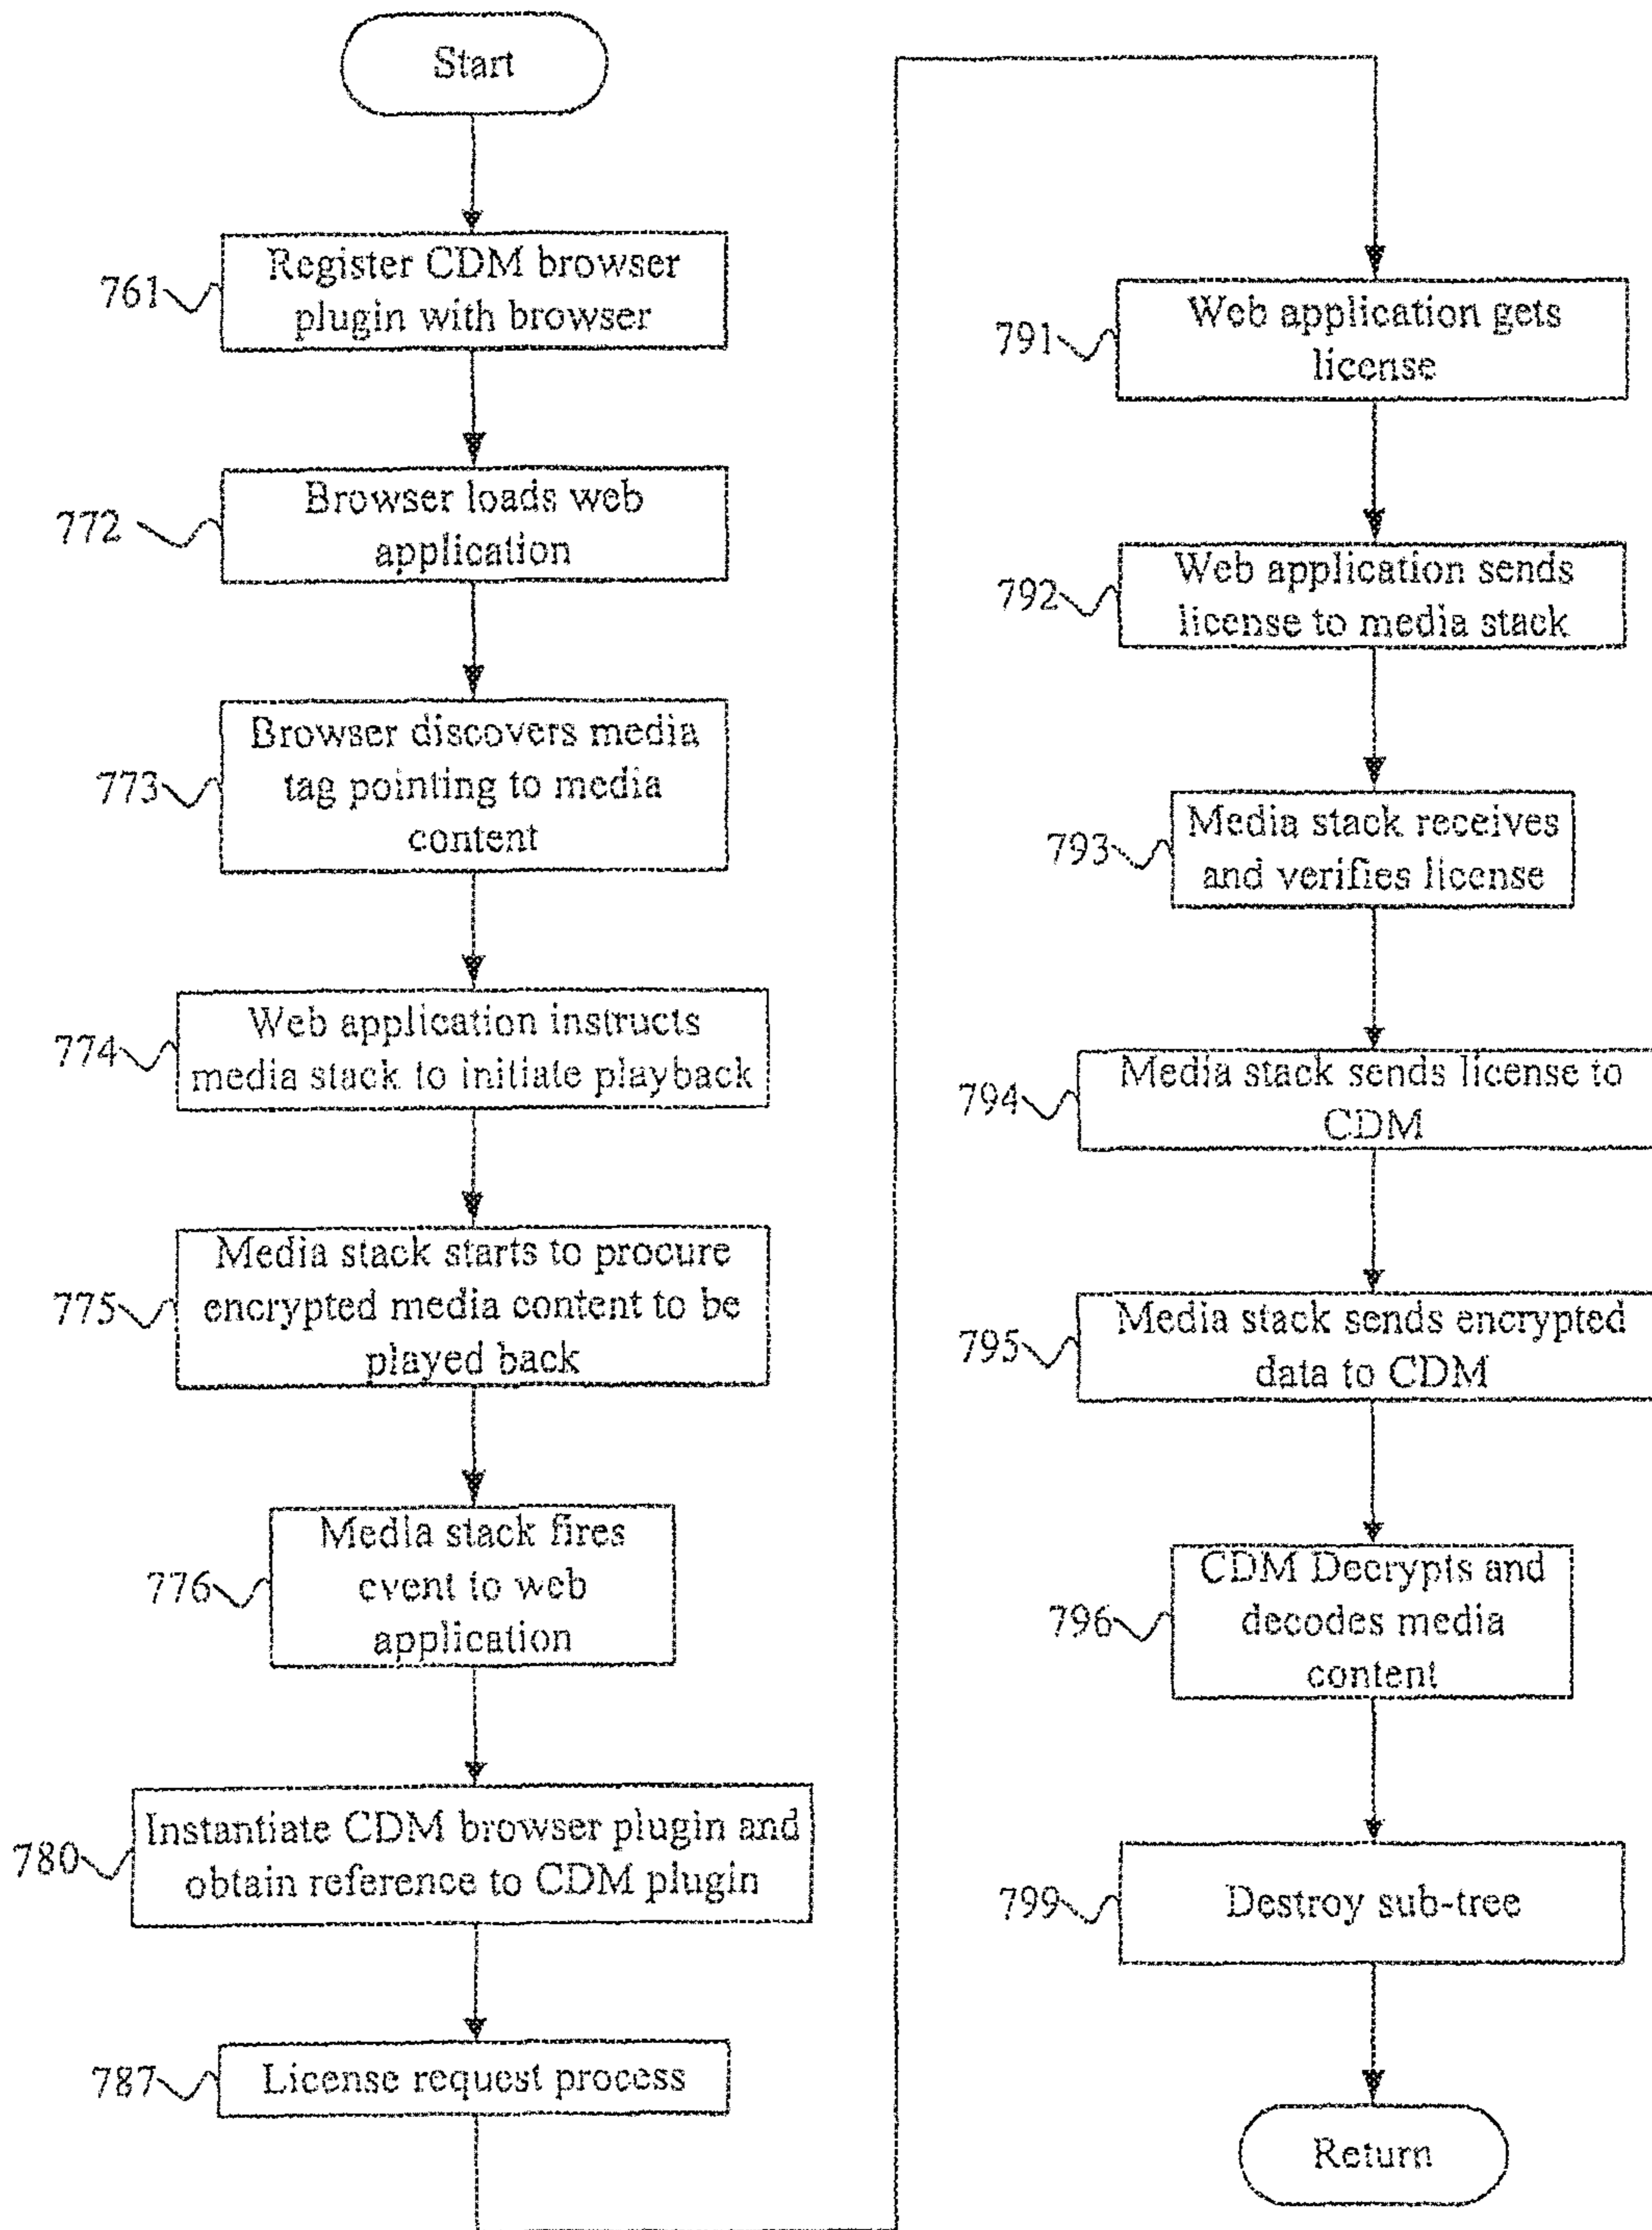 Start
761
Register CDM browser
plugin with browser
772
Browser loads web
application
773
Browser discovers media
tag pointing to media
content
774
Web application instructs
media stack to initiate playback
775
Media stack starts to procure
encrypted media content to be
played back
776
Media stack fires
event to web
application
780
Instantiate CDM browser plugin and
obtain reference to CDM plugin
787
License request process
791
Web application gets
license
792
Web application sends
license to media stack
793
Media stack receives
and verifies license
794
Media stack sends license to
CDM
795
Media stack sends encrypted
data to CDM
796
CDM Decrypts and
decodes media
content
799
Destroy sub-tree
Return